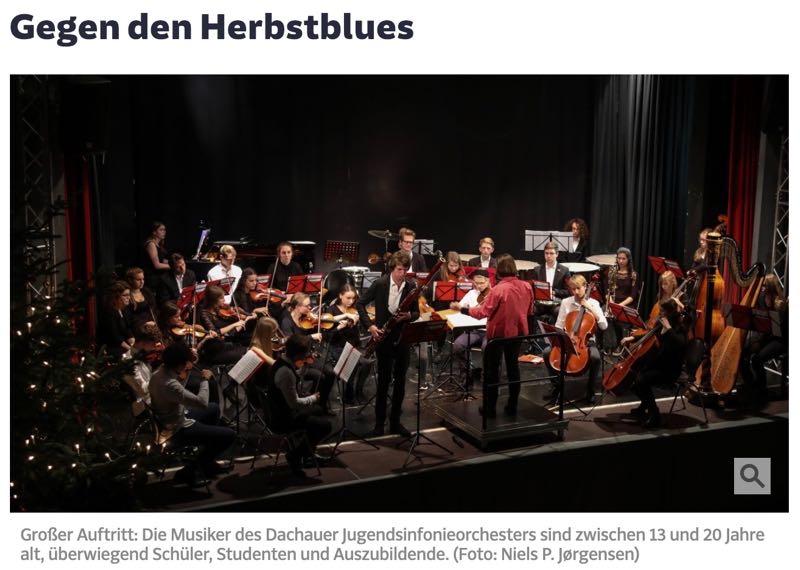 Gegen den Herbstblues
Großer Auftritt: Die Musiker des Dachauer Jugendsinfonieorchesters sind zwischen 13 und 20 Jahre
alt, überwiegend Schüler, Studenten und Auszubildende. (Foto: Niels P. Jørgensen)